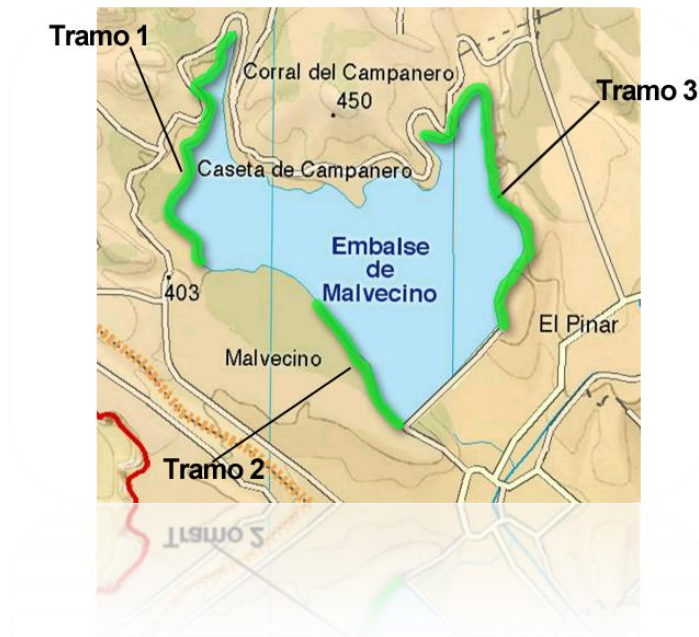 Tramo 1
Corral del Campanero
450
Tramo 3
Caseta de Campanero
Embalse
de
Malvecino
403
El Pinar
Malvecino
Tramo 2
Tramo 2